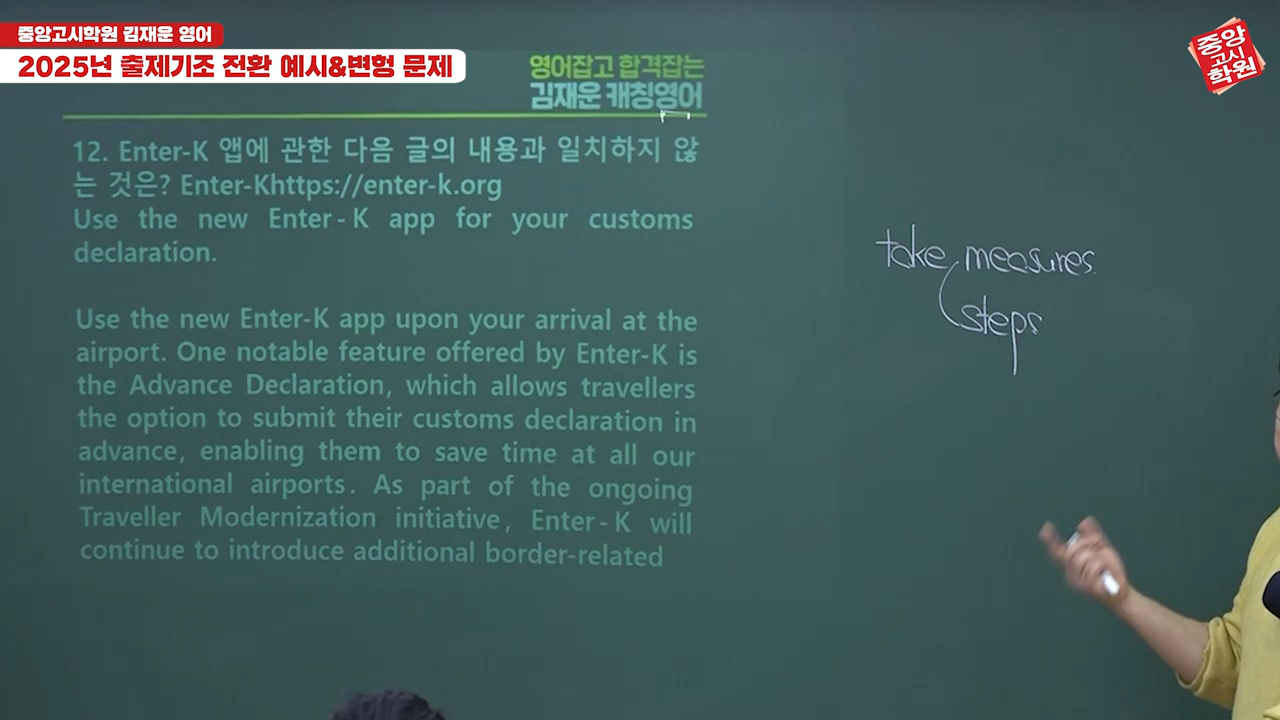 중앙고시학원 김재운 영어
2025년 출제기조 전환 예시&변형 문제
중앙
고시
학원
영어잡고 합격잡는
김재운 캐칭영어
12. Enter-K 앱에 관한 다음 글의 내용과 일치하지 않
는 것은? Enter-Khttps://enter-k.org
Use the new Enter-K app for your customs
declaration.
Use the new Enter-K app upon your arrival at the
airport. One notable feature offered by Enter-K is
the Advance Declaration, which allows travellers
the option to submit their customs declaration in
advance, enabling them to save time at all our
international airports. As part of the ongoing
Traveller Modernization initiative, Enter-K will
continue to introduce additional border-related
take measures
steps